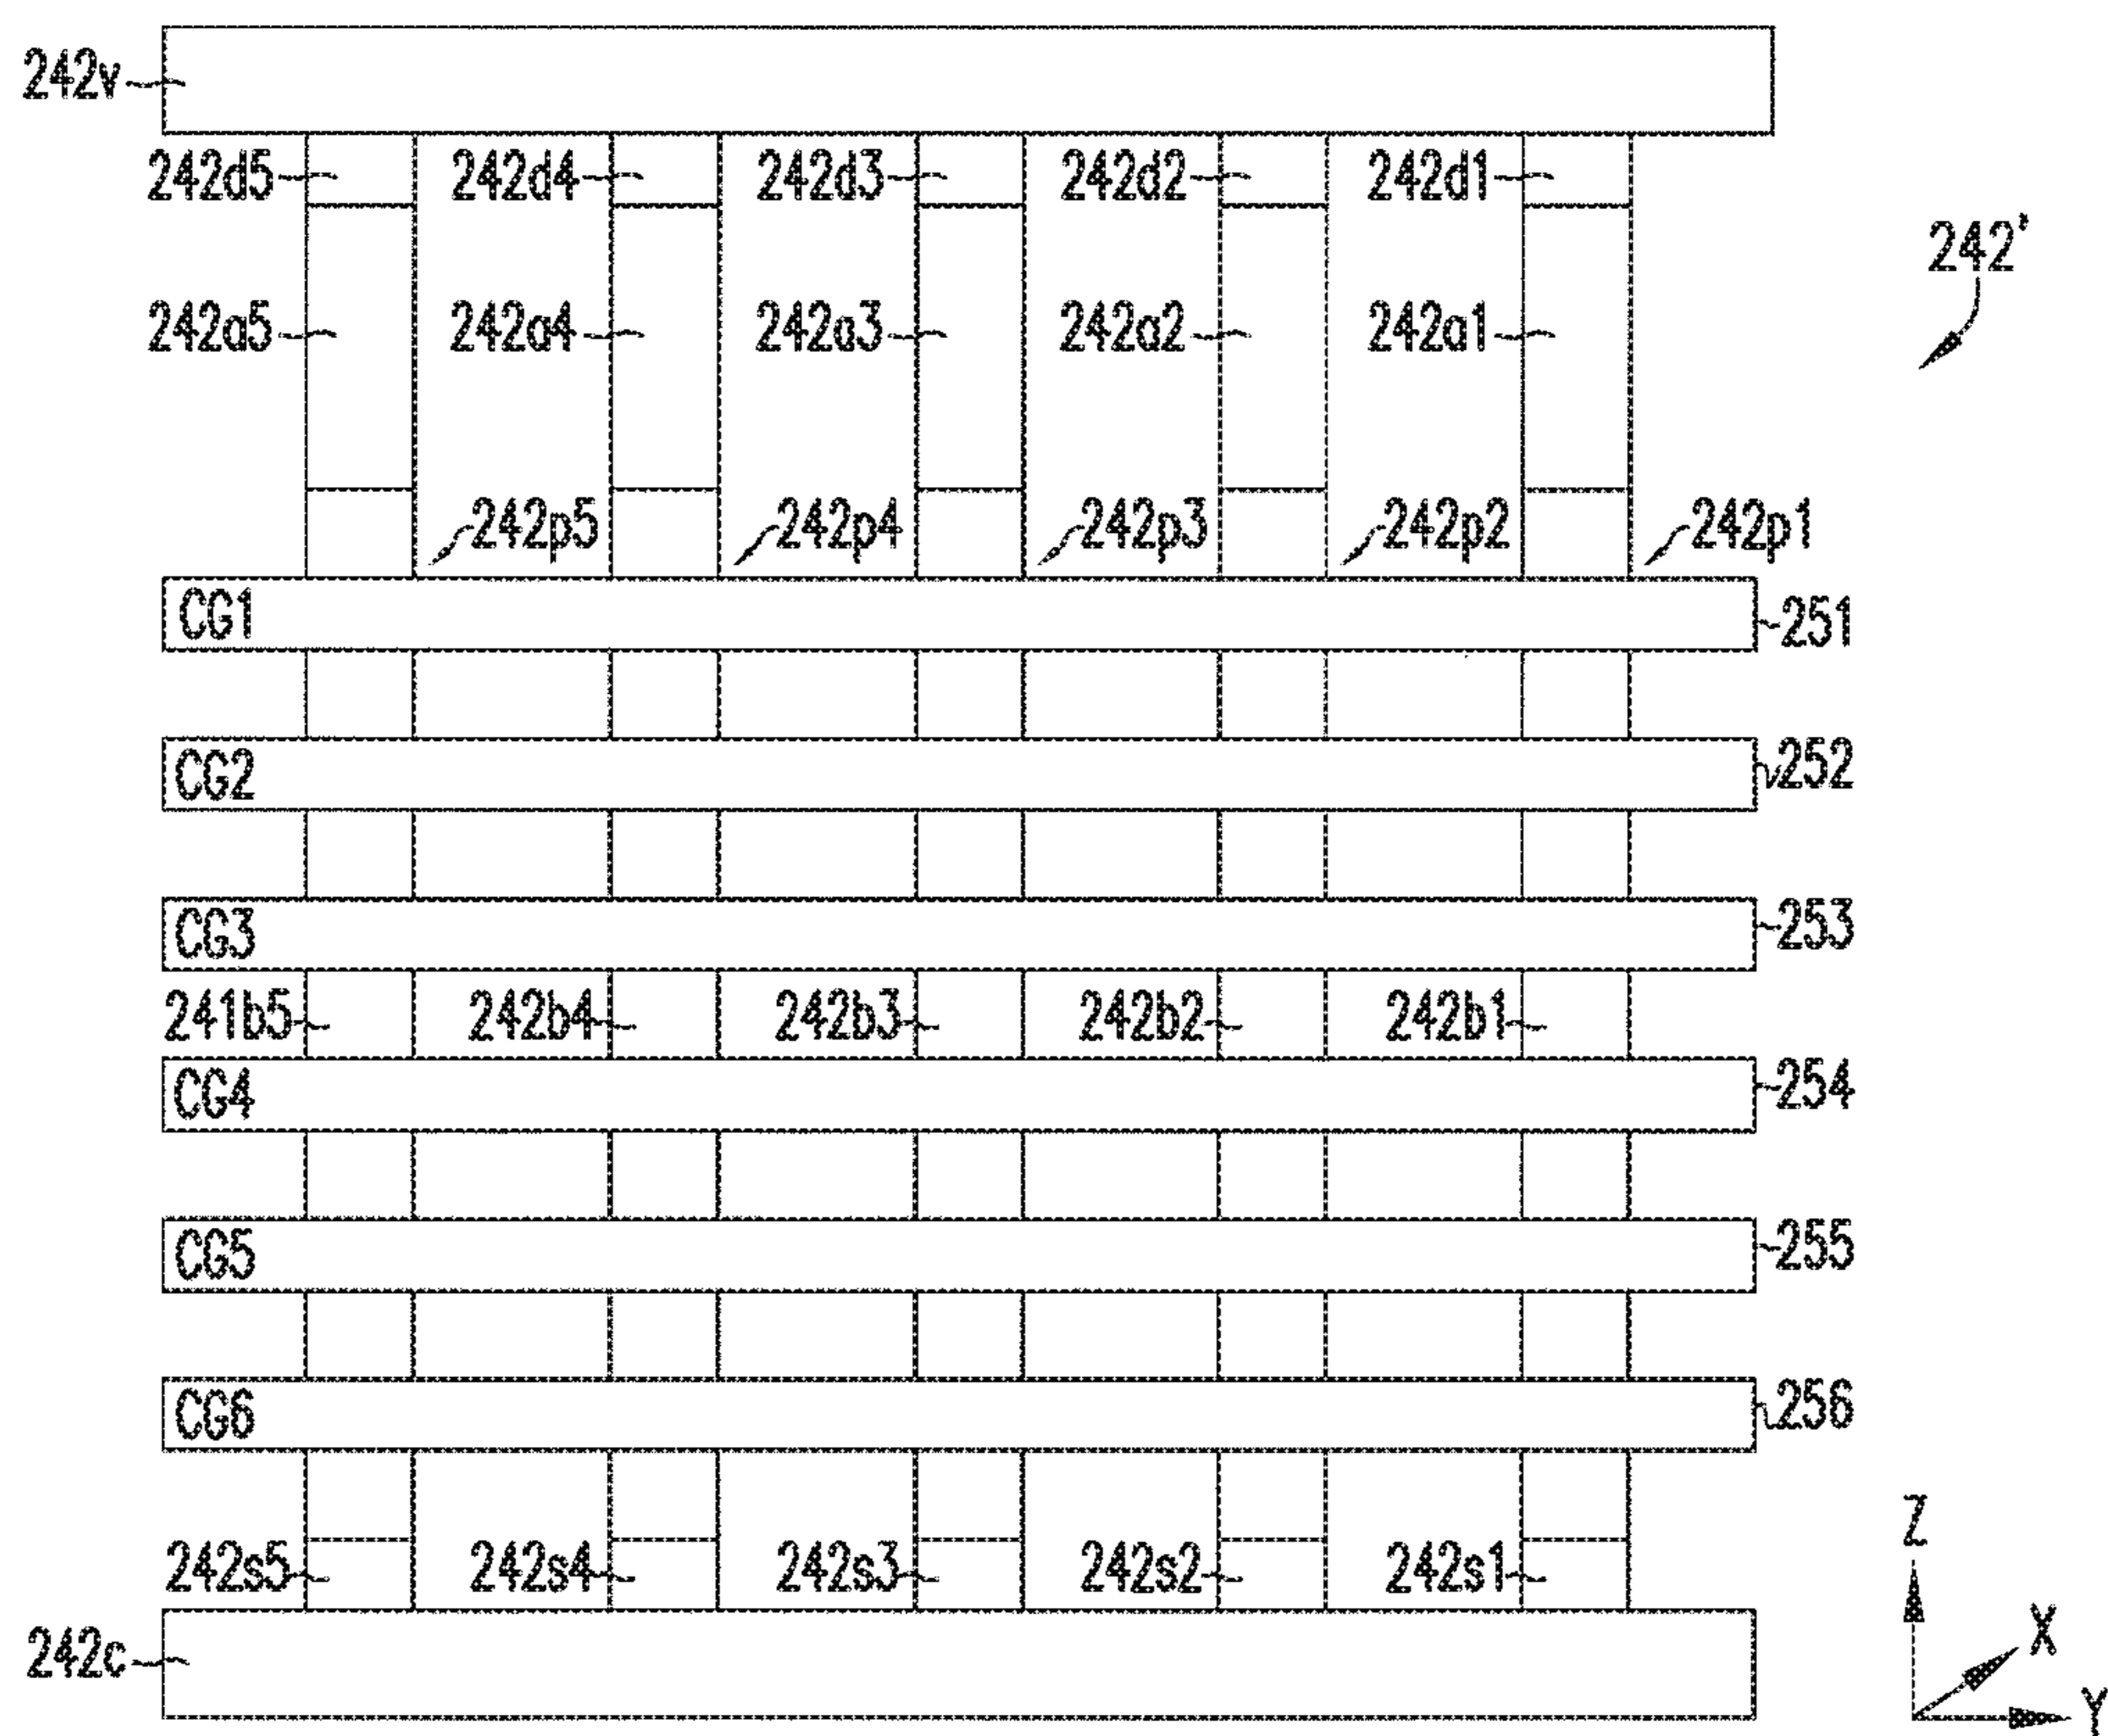 242v
242d5 242d4 242d3 242d2 242d1
242'
242a5 242a4 242a3 242a2 242a1
242p5 242p4 242p3 242p2 242p1
CG1 251
CG2 252
CG3 253
241b5 242b4 242b3 242b2 242b1
CG4 254
CG5 255
CG6 256
Z
242s5 242s4 242s3 242s2 242s1
X
242c
Y